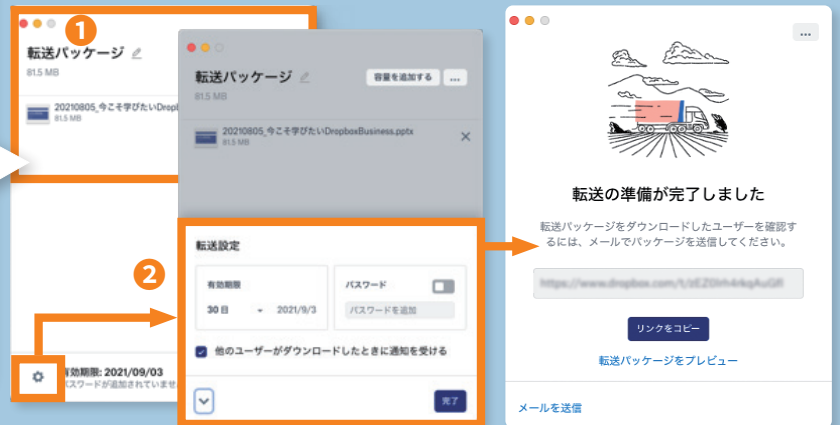 1
転送パッケージ
81.5 MB
20210805_今こそ学びたいDropb
81.5 MB
有効期限: 2021/09/03
パスワードが追加されていませ
2
転送パッケージ
容量を追加する
...
81.5 MB
20210805_今こそ学びたいDropboxBusiness.pptx
81.5 MB
転送設定
有効期限
30 日
2021/9/3
パスワード
パスワードを追加
他のユーザーがダウンロードしたときに通知を受ける
完了
...
転送の準備が完了しました
転送パッケージをダウンロードしたユーザーを確認す
るには、メールでパッケージを送信してください。
リンクをコピー
転送パッケージをプレビュー
メールを送信